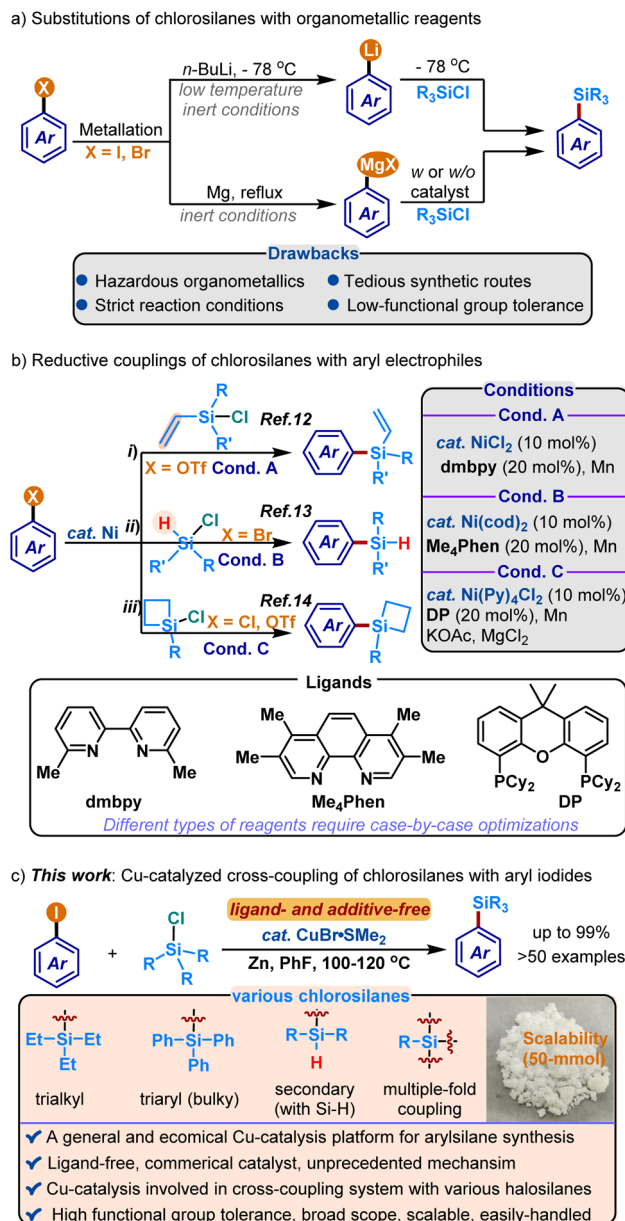 a) Substitutions of chlorosilanes with organometallic reagents
X
Ar
Metallation
X = I, Br
n-BuLi, - 78 °C
low temperature
inert conditions
Li
Ar
- 78 °C
R3SiCl
Mg, reflux
inert conditions
MgX
Ar
w or w/o
catalyst
R3SiCl
SiR3
Ar
Drawbacks
Hazardous organometallics
Tedious synthetic routes
Strict reaction conditions
Low-functional group tolerance
b) Reductive couplings of chlorosilanes with aryl electrophiles
X
Ar
cat. Ni
i)
R
Si Cl
R'
Ref.12
X = OTf Cond. A
Ar Si R
R'
ii)
H Cl
Si
R' R
Ref.13
X = Br
Cond. B
R
Ar Si-H
R'
iii)
Si Cl
R
Ref.14
X = Cl, OTf
Cond. C
Ar Si
R
Conditions
Cond. A
cat. NiCl2 (10 mol%)
dmbpy (20 mol%), Mn
Cond. B
cat. Ni(cod)2 (10 mol%)
Me4Phen (20 mol%), Mn
Cond. C
cat. Ni(Py)4Cl2 (10 mol%)
DP (20 mol%), Mn
KOAc, MgCl2
Ligands
N N
Me Me
dmbpy
Me Me
Me Me
N N
Me4Phen
O
PCy2 PCy2
DP
Different types of reagents require case-by-case optimizations
c) This work: Cu-catalyzed cross-coupling of chlorosilanes with aryl iodides
I
Ar
+
Cl
Si
R R
R
ligand- and additive-free
cat. CuBr•SMe2
Zn, PhF, 100-120 °C
SiR3
Ar
up to 99%
>50 examples
various chlorosilanes
Et-Si-Et
Et
trialkyl
Ph-Si-Ph
Ph
triaryl (bulky)
R-Si-R
H
secondary
(with Si-H)
R-Si
multiple-fold
coupling
Scalability
(50-mmol)
A general and ecomical Cu-catalysis platform for arylsilane synthesis
Ligand-free, commerical catalyst, unprecedented mechansim
Cu-catalysis involved in cross-coupling system with various halosilanes
High functional group tolerance, broad scope, scalable, easily-handled